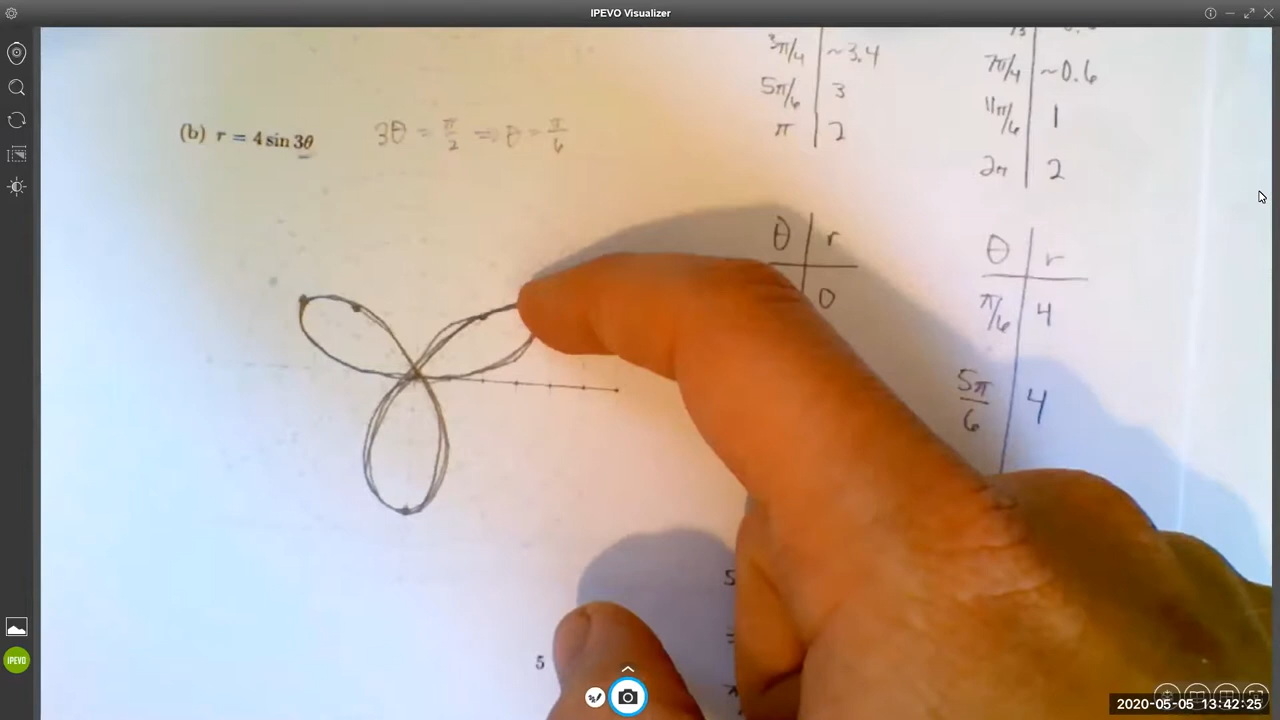 IPEVO Visualizer
3π/4 ~3.4
5π/6 3
π 2
7π/4 ~0.6
11π/6 1
2π 2
(b) r = 4 sin 3θ 3θ = π/2 ⇒ θ = π/6
θ r
0
θ r
π/6 4
5π/6 4
5
5
IPEVO
2020-05-05 13:42:25